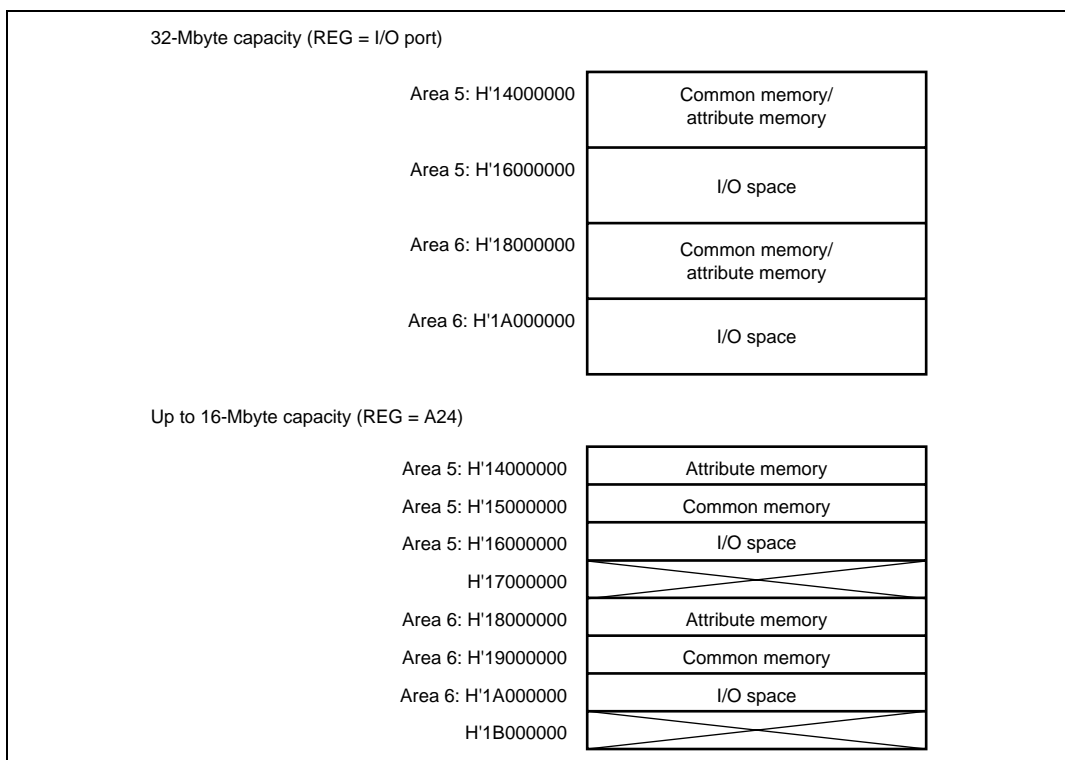 32-Mbyte capacity (REG = I/O port)
Area 5: H'14000000
Common memory/
attribute memory
Area 5: H'16000000
I/O space
Area 6: H'18000000
Common memory/
attribute memory
Area 6: H'1A000000
I/O space
Up to 16-Mbyte capacity (REG = A24)
Area 5: H'14000000 Attribute memory
Area 5: H'15000000 Common memory
Area 5: H'16000000 I/O space
H'17000000
Area 6: H'18000000 Attribute memory
Area 6: H'19000000 Common memory
Area 6: H'1A000000 I/O space
H'1B000000